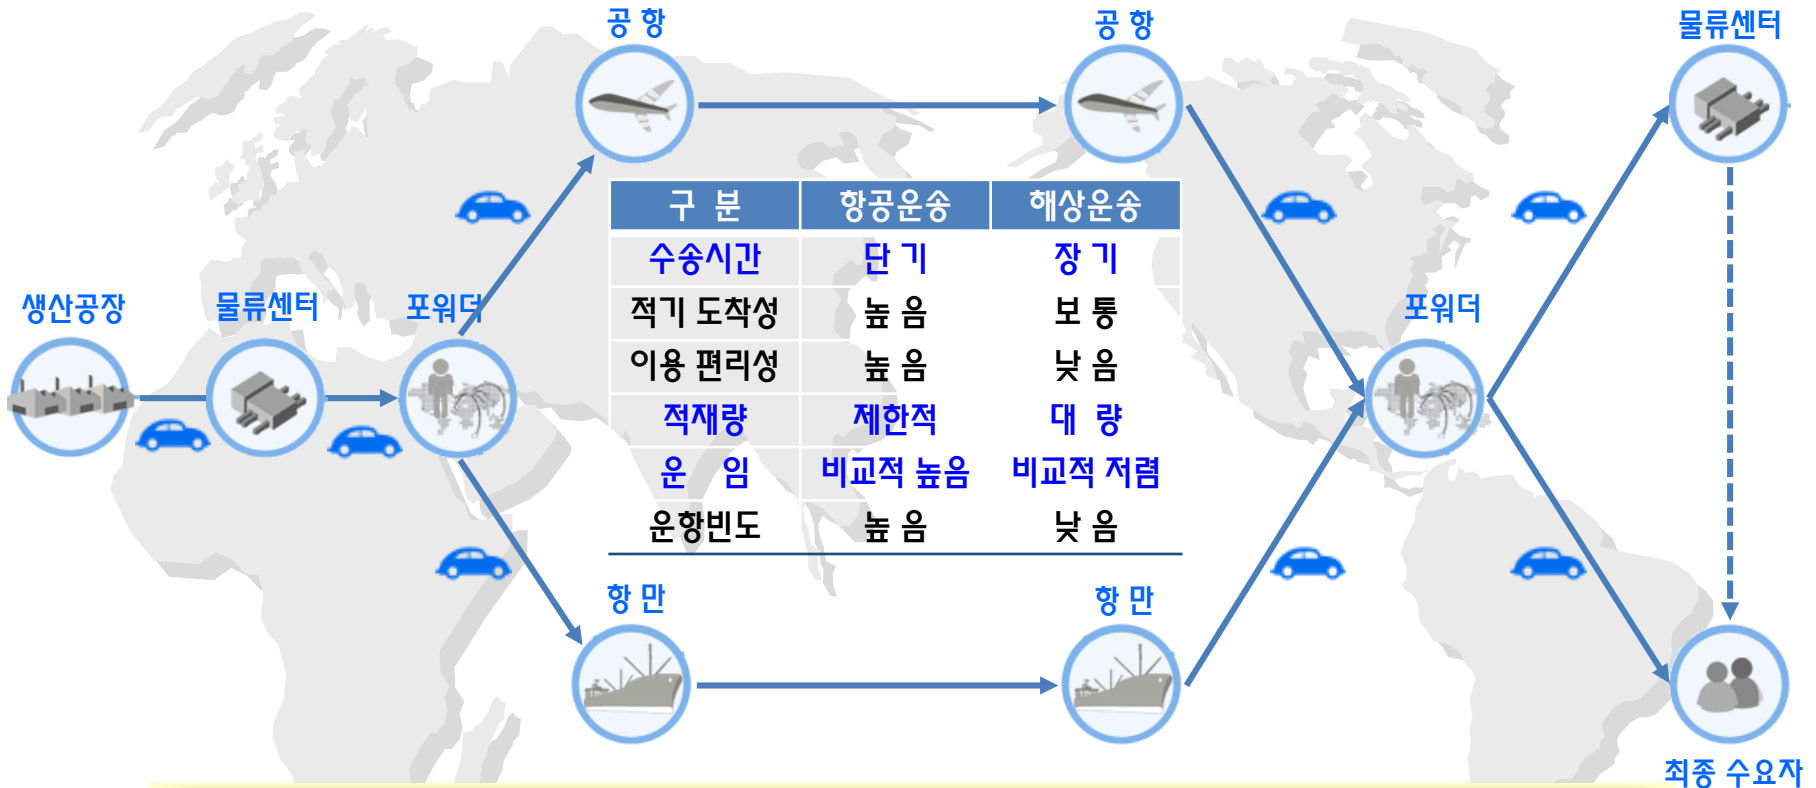 공 항
공 항
물류센터
구 분 항공운송 해상운송
수송시간 단 기 장 기
적기 도착성 높 음 보 통
이용 편리성 높 음 낮 음
적재량 제한적 대 량
운 임 비교적 높음 비교적 저렴
운항빈도 높 음 낮 음
생산공장
물류센터
포워더
포워더
항 만
항 만
최종 수요자